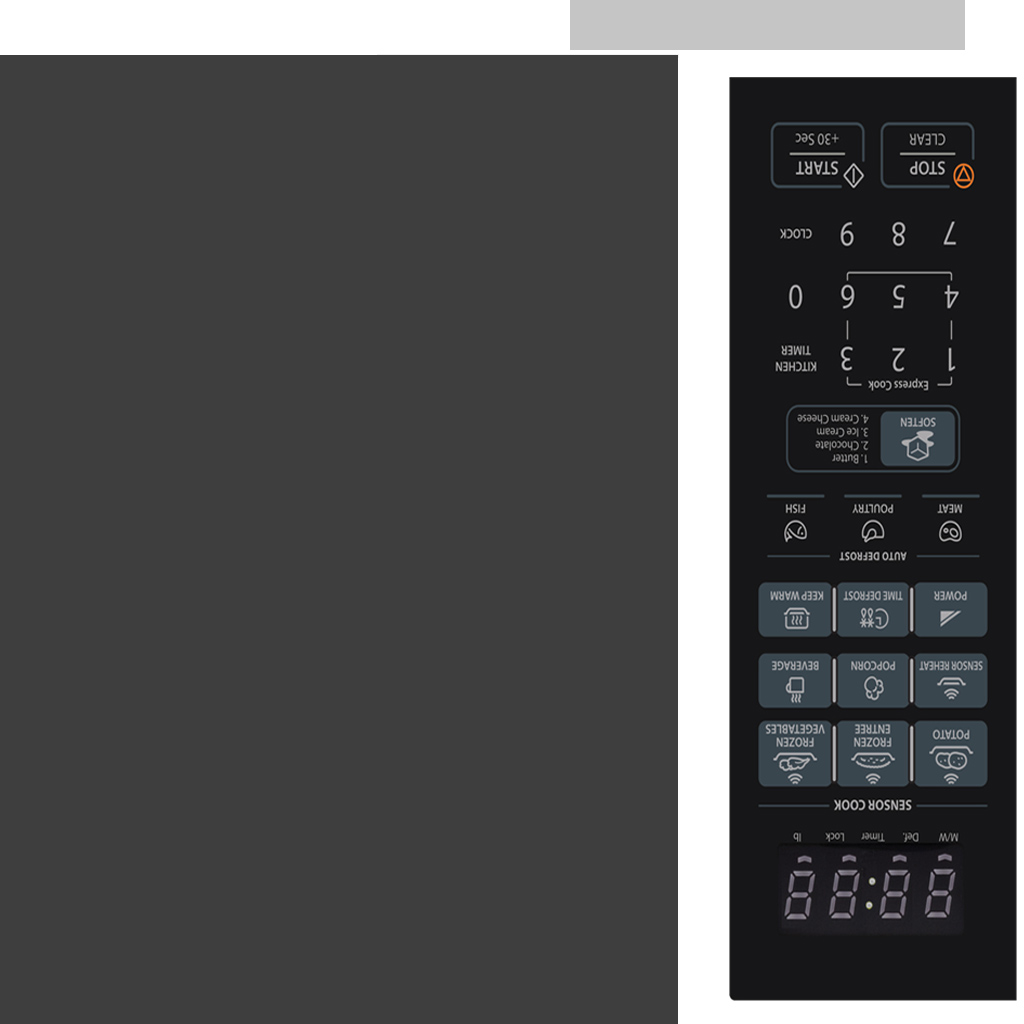 88:88
M/W Def. Timer Lock lb
SENSOR COOK
POTATO
FROZEN
ENTREE
FROZEN
VEGETABLES
SENSOR REHEAT
POPCORN
BEVERAGE
POWER
TIME DEFROST
KEEP WARM
AUTO DEFROST
MEAT
POULTRY
FISH
SOFTEN
1. Butter
2. Chocolate
3. Ice Cream
4. Cream Cheese
Express Cook
1 2 3
KITCHEN
TIMER
4 5 6 0
7 8 9 CLOCK
STOP
CLEAR
START
+30 Sec